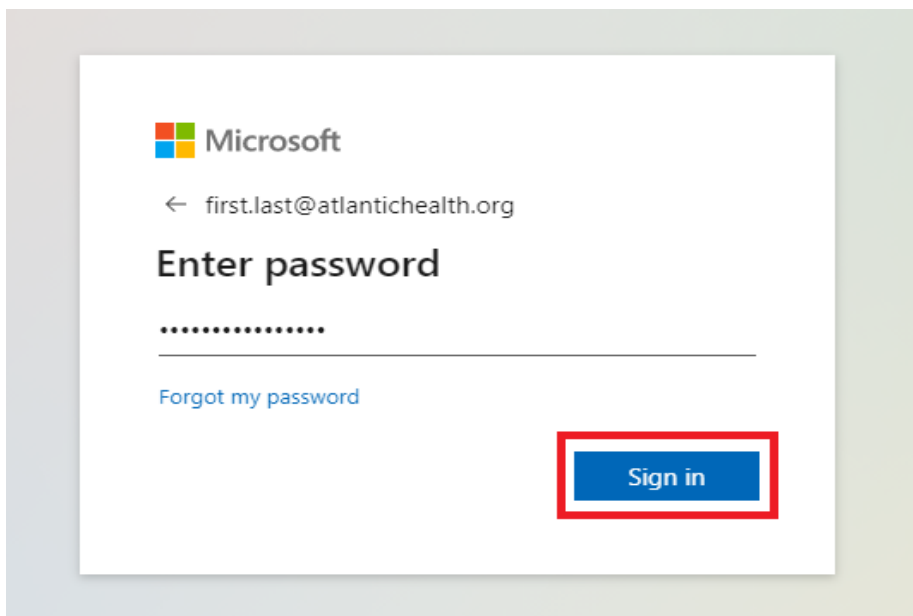 Microsoft
← first.last@atlantichealth.org
Enter password
••••••••••••••••
Forgot my password
Sign in